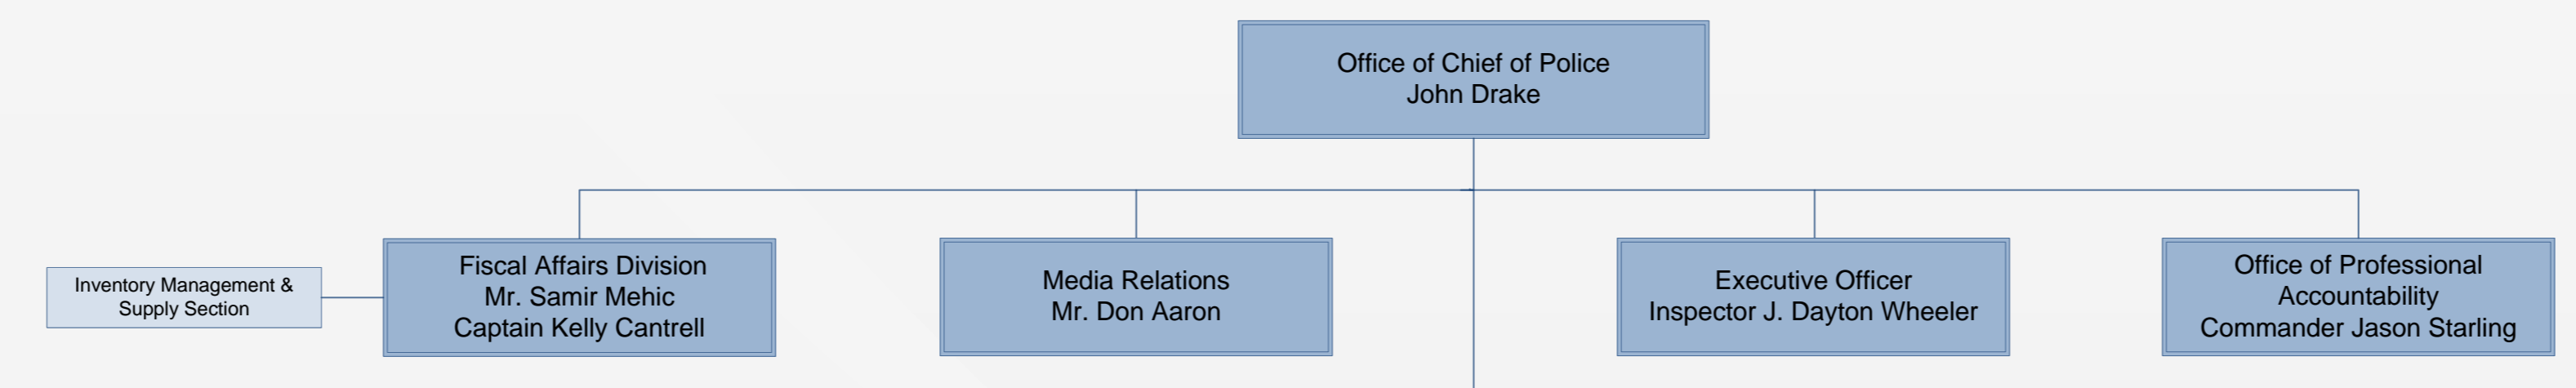 Office of Chief of Police
John Drake
Inventory Management &
Supply Section
Fiscal Affairs Division
Mr. Samir Mehic
Captain Kelly Cantrell
Media Relations
Mr. Don Aaron
Executive Officer
Inspector J. Dayton Wheeler
Office of Professional
Accountability
Commander Jason Starling